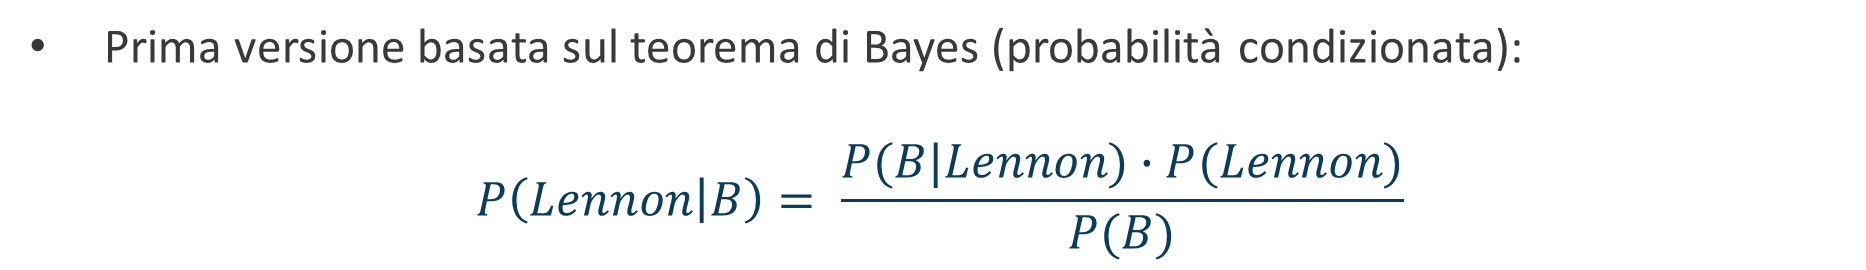 • Prima versione basata sul teorema di Bayes (probabilità condizionata):
P(Lennon|B) = P(B|Lennon) · P(Lennon) / P(B)